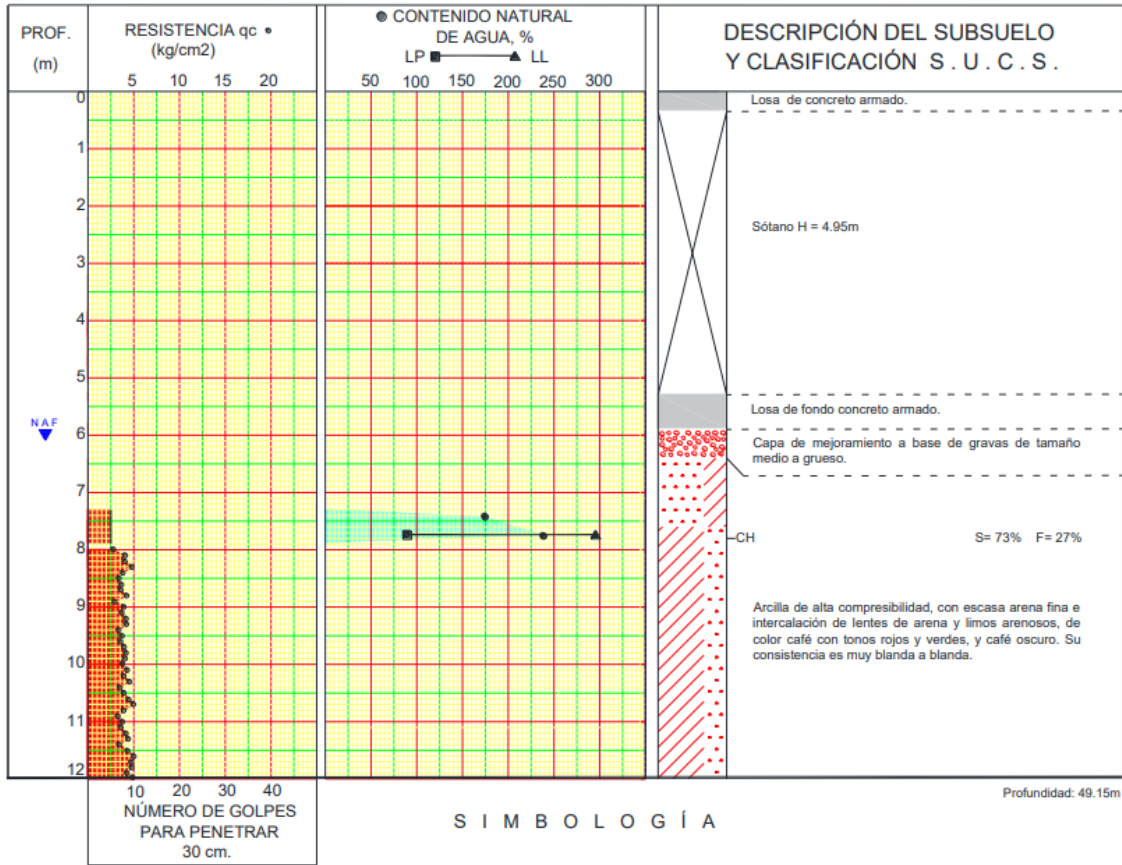 PROF.
(m)
RESISTENCIA qc
(kg/cm2)
5 10 15 20
CONTENIDO NATURAL
DE AGUA, %
LP LL
50 100 150 200 250 300
DESCRIPCIÓN DEL SUBSUELO
Y CLASIFICACIÓN S . U . C . S .
0
1
2
3
4
5
NAF
6
7
8
9
10
11
12
Losa de concreto armado.
Sótano H = 4.95m
Losa de fondo concreto armado.
Capa de mejoramiento a base de gravas de tamaño
medio a grueso.
CH S= 73% F= 27%
Arcilla de alta compresibilidad, con escasa arena fina e
intercalación de lentes de arena y limos arenosos, de
color café con tonos rojos y verdes, y café oscuro. Su
consistencia es muy blanda a blanda.
10 20 30 40
NÚMERO DE GOLPES
PARA PENETRAR
30 cm.
Profundidad: 49.15m
S I M B O L O G Í A